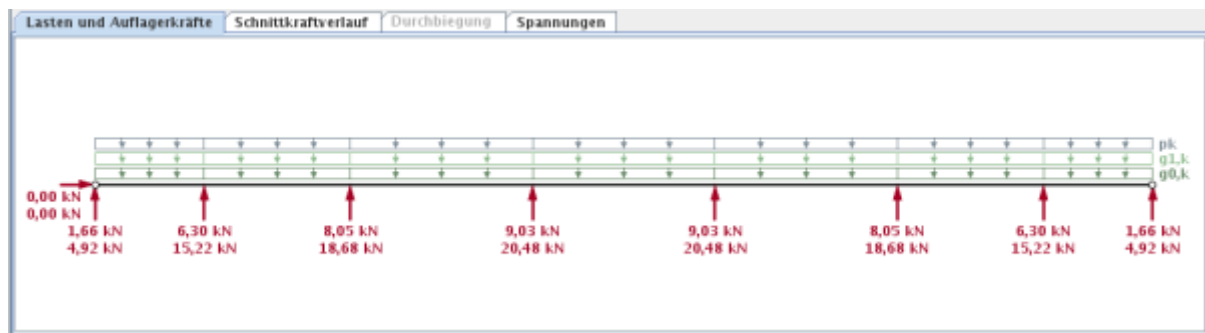 Lasten und Auflagerkräfte Schnittkraftverlauf Durchbiegung Spannungen
pk
g1,k
g0,k
0,00 kN
0,00 kN
1,66 kN 6,30 kN 8,05 kN 9,03 kN 9,03 kN 8,05 kN 6,30 kN 1,66 kN
4,92 kN 15,22 kN 18,68 kN 20,48 kN 20,48 kN 18,68 kN 15,22 kN 4,92 kN